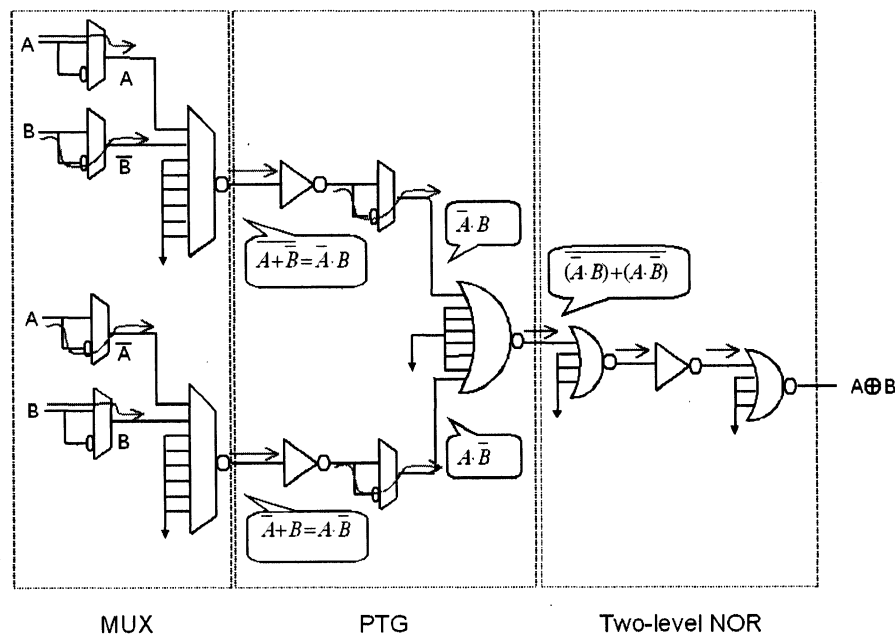 A
A
B
B̅
A̅+̅B̅̅=A̅·B
A̅·B
(̅A̅̅·̅B̅)̅+̅(̅A̅·̅B̅̅)̅
A
A̅
B
B
A⊕B
A·B̅
A̅+B=A·B̅
MUX
PTG
Two-level NOR